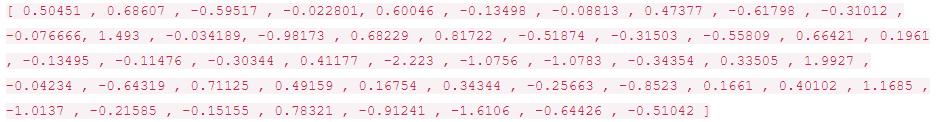 [ 0.50451 , 0.68607 , -0.59517 , -0.022801, 0.60046 , -0.13498 , -0.08813 , 0.47377 , -0.61798 , -0.31012 ,
-0.076666, 1.493 , -0.034189, -0.98173 , 0.68229 , 0.81722 , -0.51874 , -0.31503 , -0.55809 , 0.66421 , 0.1961
, -0.13495 , -0.11476 , -0.30344 , 0.41177 , -2.223 , -1.0756 , -1.0783 , -0.34354 , 0.33505 , 1.9927 ,
-0.04234 , -0.64319 , 0.71125 , 0.49159 , 0.16754 , 0.34344 , -0.25663 , -0.8523 , 0.1661 , 0.40102 , 1.1685 ,
-1.0137 , -0.21585 , -0.15155 , 0.78321 , -0.91241 , -1.6106 , -0.64426 , -0.51042 ]